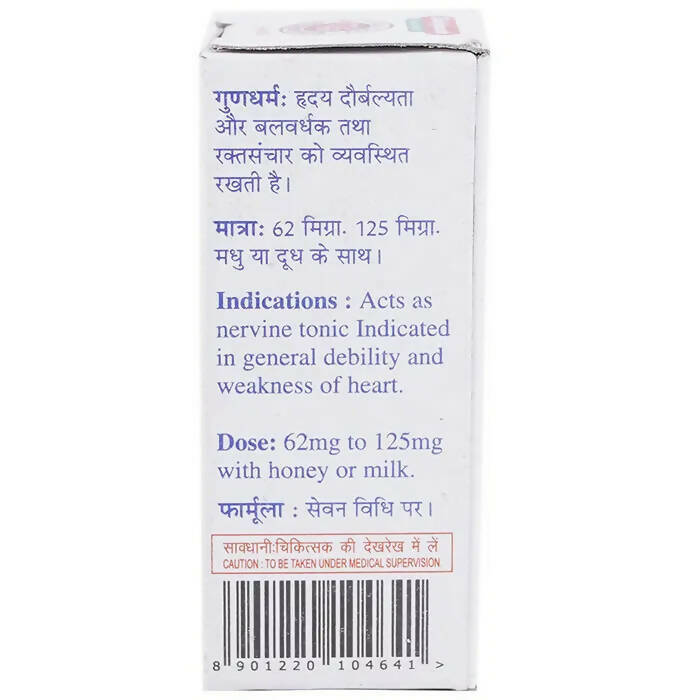 गुणधर्म: हृदय दौर्बल्यता
और बलवर्धक तथा
रक्तसंचार को व्यवस्थित
रखती है।
मात्रा: 62 मिग्रा. 125 मिग्रा.
मधु या दूध के साथ।
Indications : Acts as
nervine tonic Indicated
in general debility and
weakness of heart.
Dose: 62mg to 125mg
with honey or milk.
फार्मूला : सेवन विधि पर।
सावधानी:चिकित्सक की देखरेख में लें
CAUTION : TO BE TAKEN UNDER MEDICAL SUPERVISION.
8 901220 104641 >